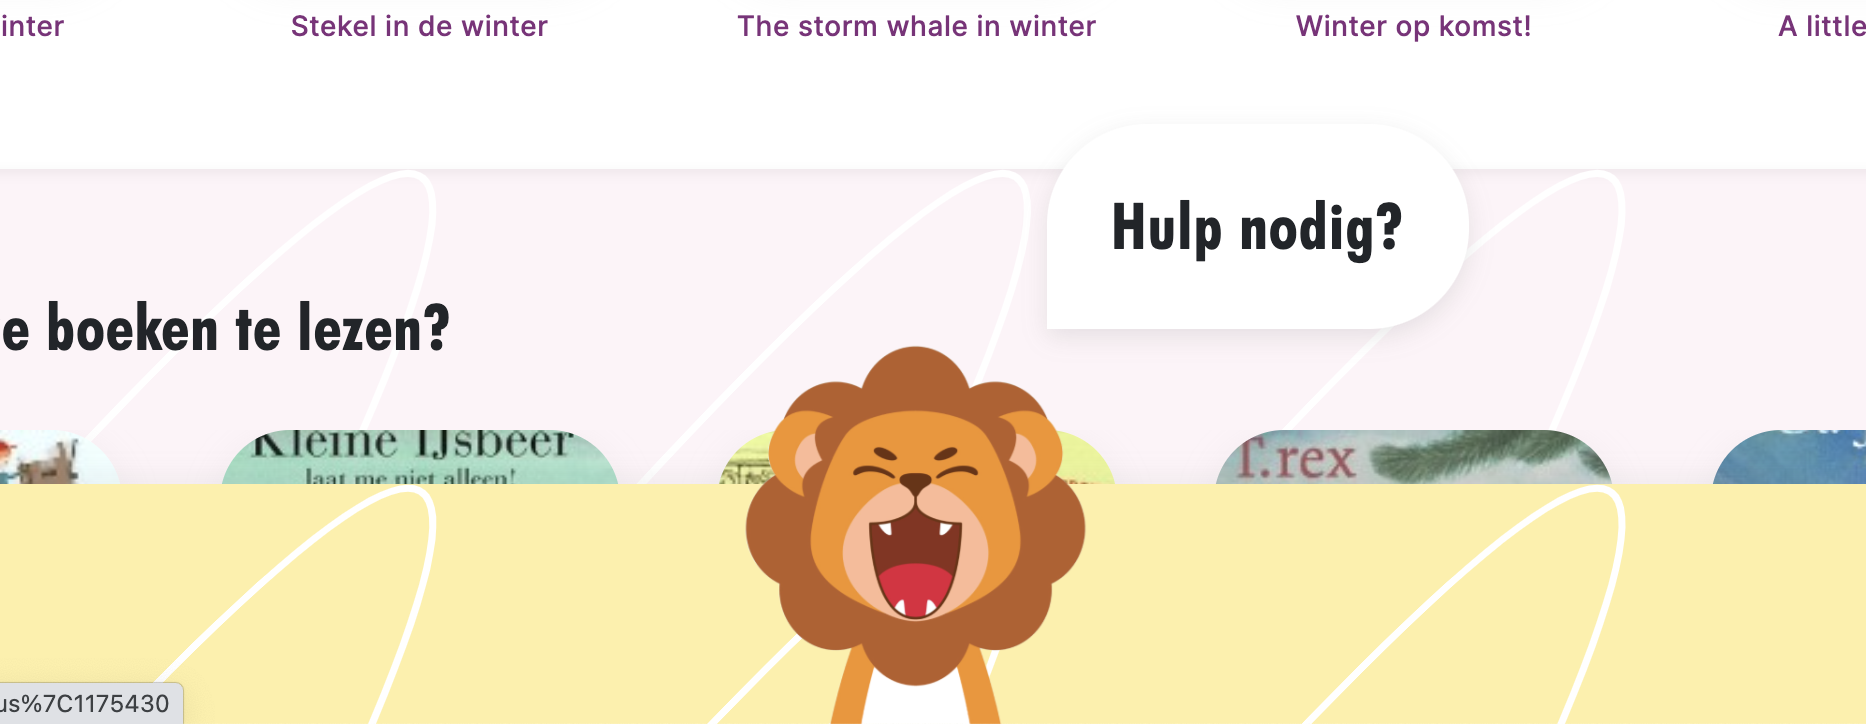 inter
Stekel in de winter
The storm whale in winter
Winter op komst!
A little
Hulp nodig?
e boeken te lezen?
Kleine IJsbeer
laat me niet alleen!
T.rex
us%7C1175430